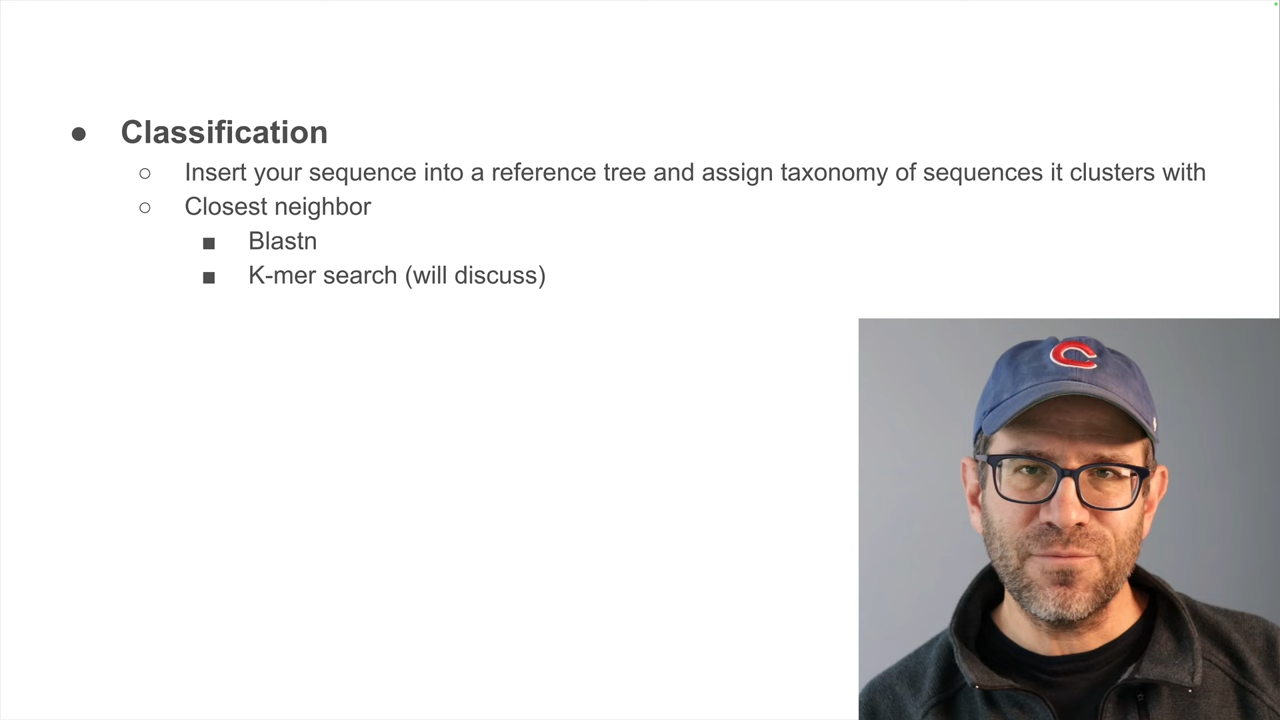 ● Classification
○ Insert your sequence into a reference tree and assign taxonomy of sequences it clusters with
○ Closest neighbor
■ Blastn
■ K-mer search (will discuss)
C